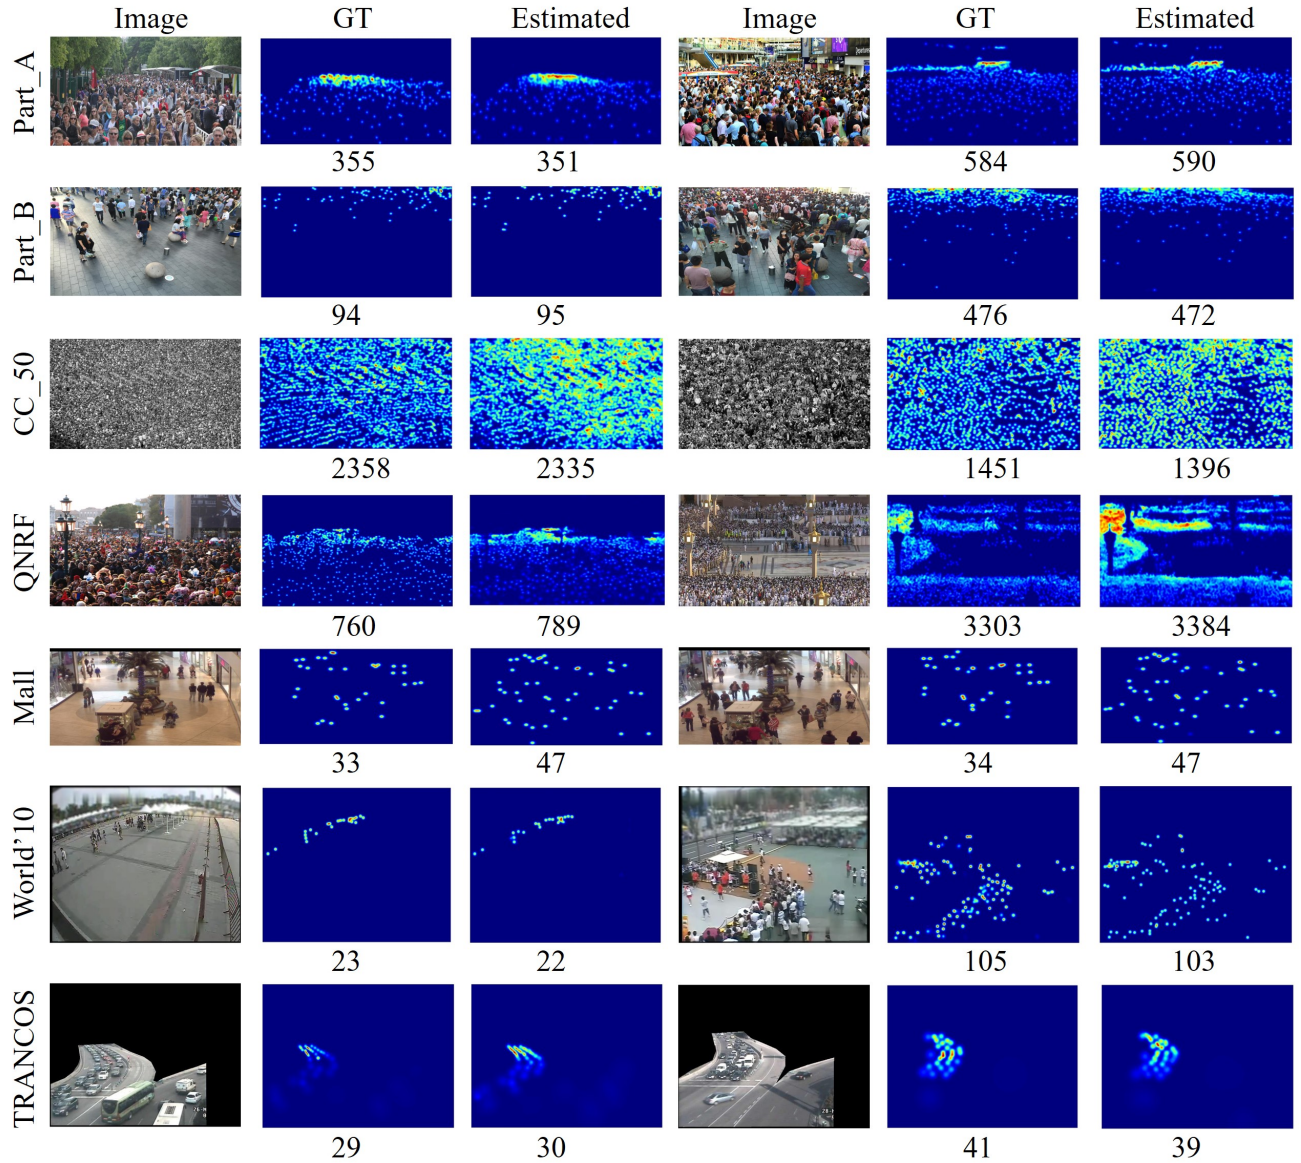 Image GT Estimated Image GT Estimated
Part_A
355 351 584 590
Part_B
94 95 476 472
CC_50
2358 2335 1451 1396
QNRF
760 789 3303 3384
Mall
33 47 34 47
World'10
23 22 105 103
TRANCOS
29 30 41 39